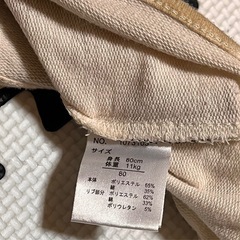 NO.
サイズ
身長 80cm
体重 11kg
80
本体 ポリエステル 65%
綿 35%
リブ部分 ポリエステル 62%
綿 33%
ポリウレタン 5%